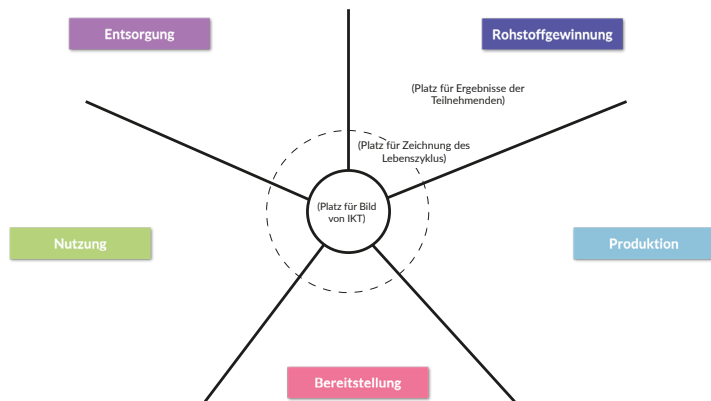 Entsorgung
Rohstoffgewinnung
(Platz für Ergebnisse der
Teilnehmenden)
(Platz für Zeichnung des
Lebenszyklus)
(Platz für Bild
von IKT)
Nutzung
Produktion
Bereitstellung